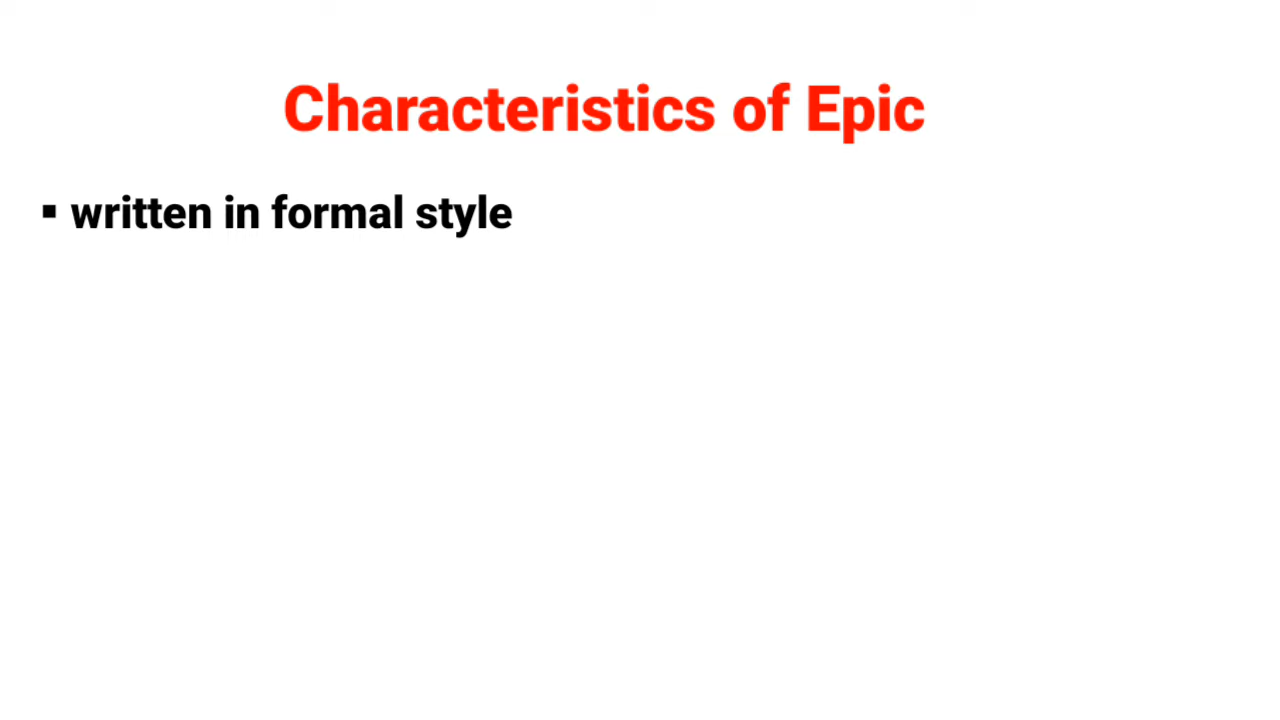 Characteristics of Epic
▪ written in formal style